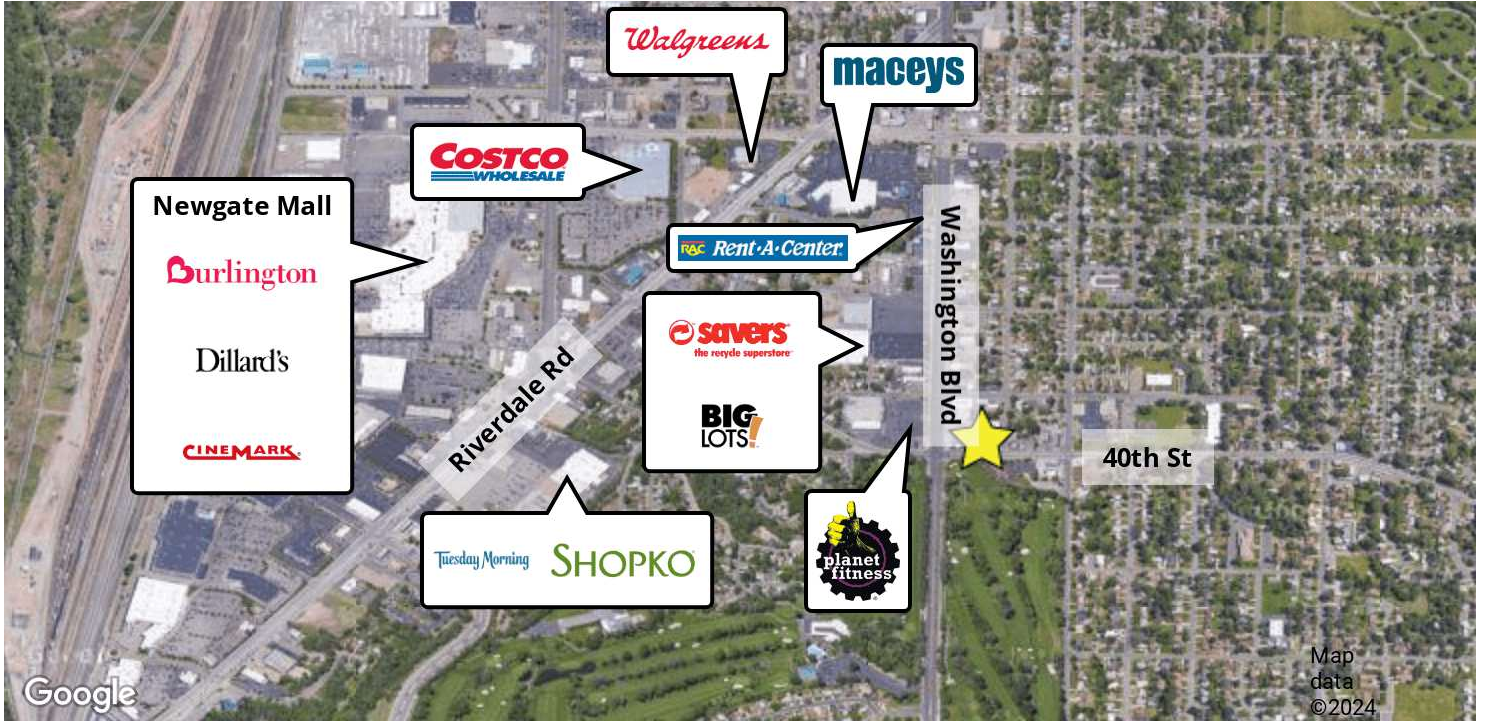 Walgreens
maceys
COSTCO
WHOLESALE
Newgate Mall
Burlington
Dillard's
CINEMARK
RAC Rent-A-Center
Washington Blvd
savers
the recycle superstore
BIG
LOTS!
Riverdale Rd
40th St
Tuesday Morning
SHOPKO
planet
fitness
Google
Map
data
©2024